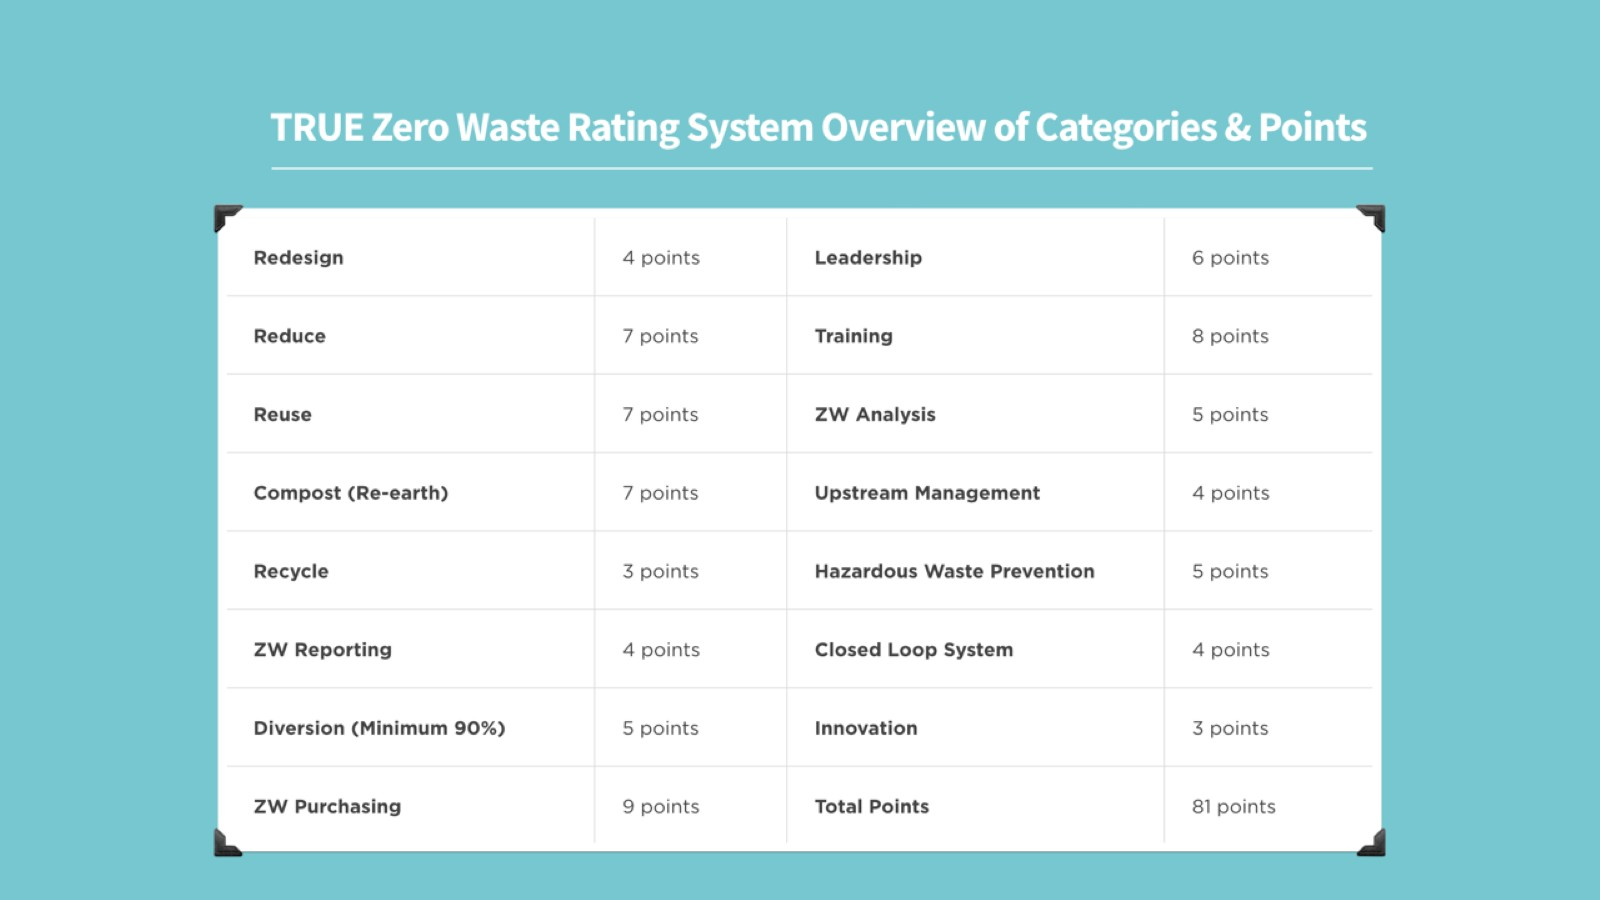 TRUE Zero Waste Rating System Overview of Categories & Points
Redesign 4 points Leadership 6 points
Reduce 7 points Training 8 points
Reuse 7 points ZW Analysis 5 points
Compost (Re-earth) 7 points Upstream Management 4 points
Recycle 3 points Hazardous Waste Prevention 5 points
ZW Reporting 4 points Closed Loop System 4 points
Diversion (Minimum 90%) 5 points Innovation 3 points
ZW Purchasing 9 points Total Points 81 points